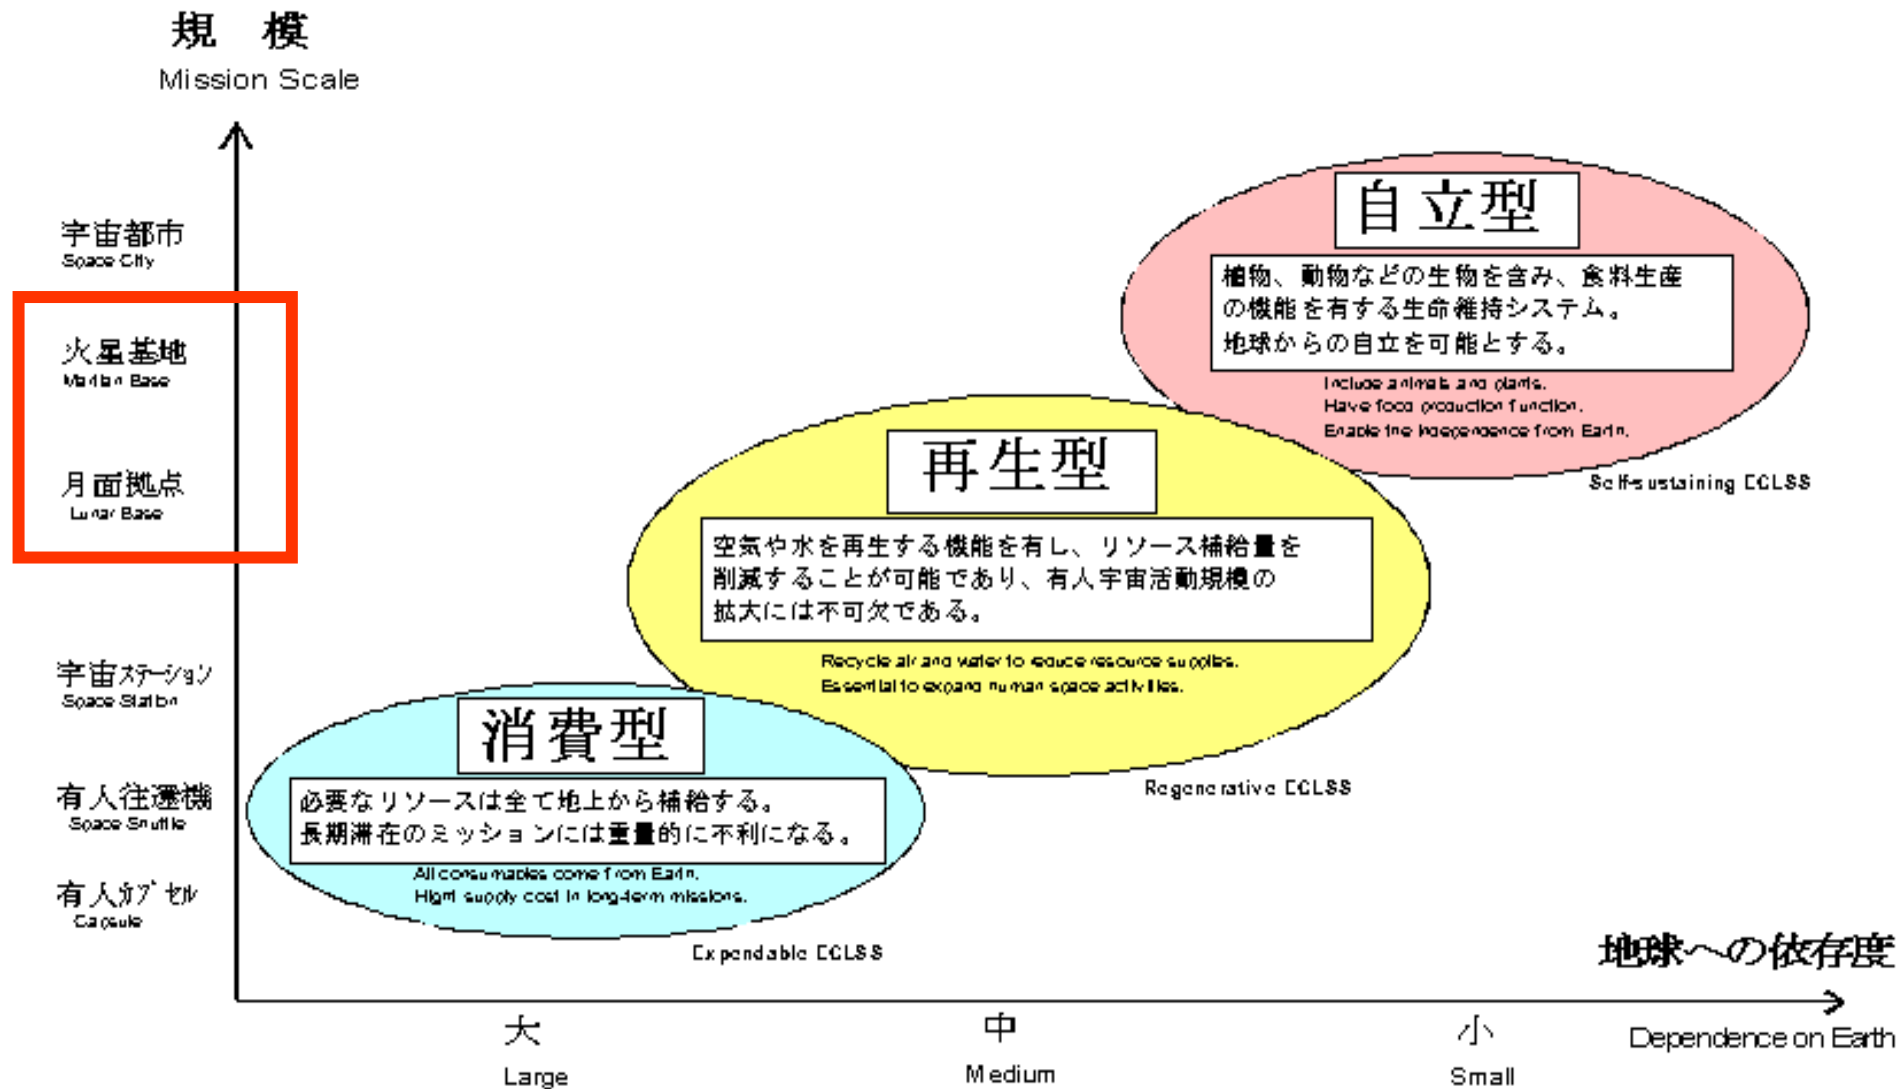 規 模
Mission Scale
宇宙都市
Space City
火星基地
Martian Base
月面拠点
Lunar Base
宇宙ステーション
Space Station
有人往還機
Space Shuttle
有人カプセル
Capsule
自立型
植物、動物などの生物を含み、食料生産
の機能を有する生命維持システム。
地球からの自立を可能とする。
Include animals and plants.
Have food production function.
Enable the independence from Earth.
Self-sustaining ECLSS
再生型
空気や水を再生する機能を有し、リソース補給量を
削減することが可能であり、有人宇宙活動規模の
拡大には不可欠である。
Recycle air and water to reduce resource supplies.
Essential to expand human space activities.
Regenerative ECLSS
消費型
必要なリソースは全て地上から補給する。
長期滞在のミッションには重量的に不利になる。
All consumables come from Earth.
supply cost in long-term missions.
Expendable ECLSS
地球への依存度
Dependence on Earth
大
Large
中
Medium
小
Small